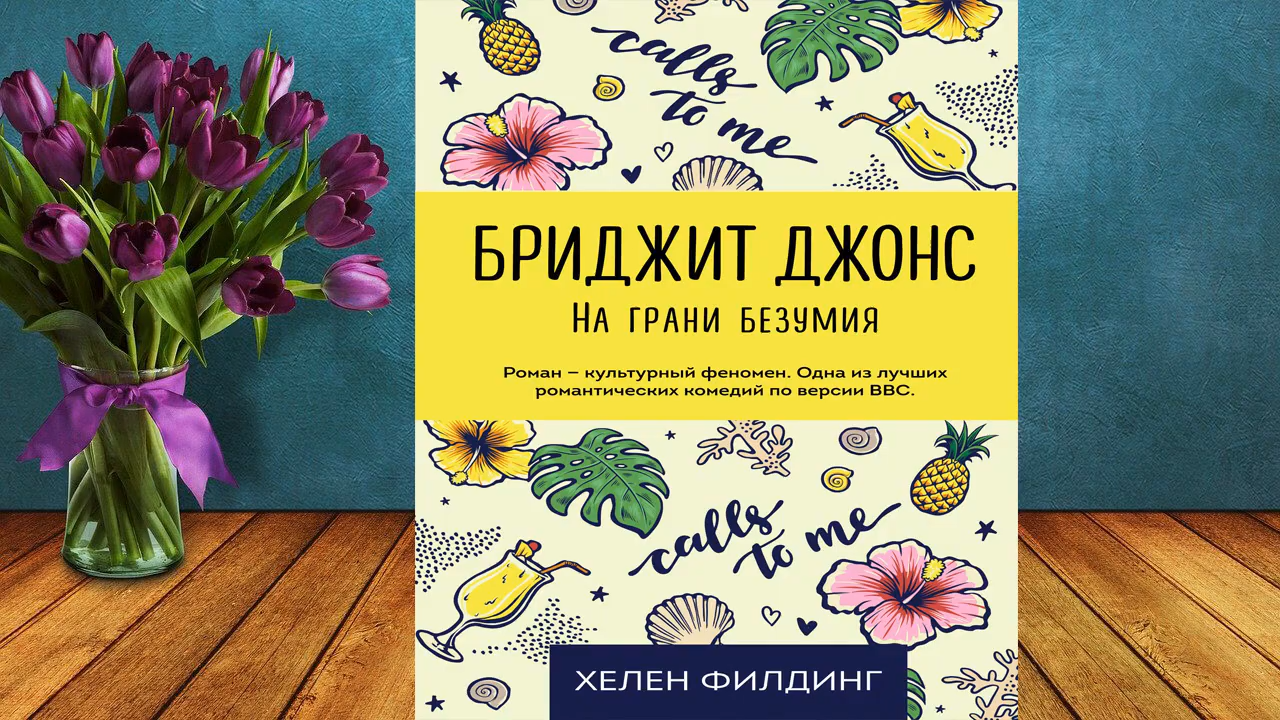 calls
to me
БРИДЖИТ ДЖОНС
НА ГРАНИ БЕЗУМИЯ
Роман – культурный феномен. Одна из лучших
романтических комедий по версии BBC.
calls
to me
ХЕЛЕН ФИЛДИНГ